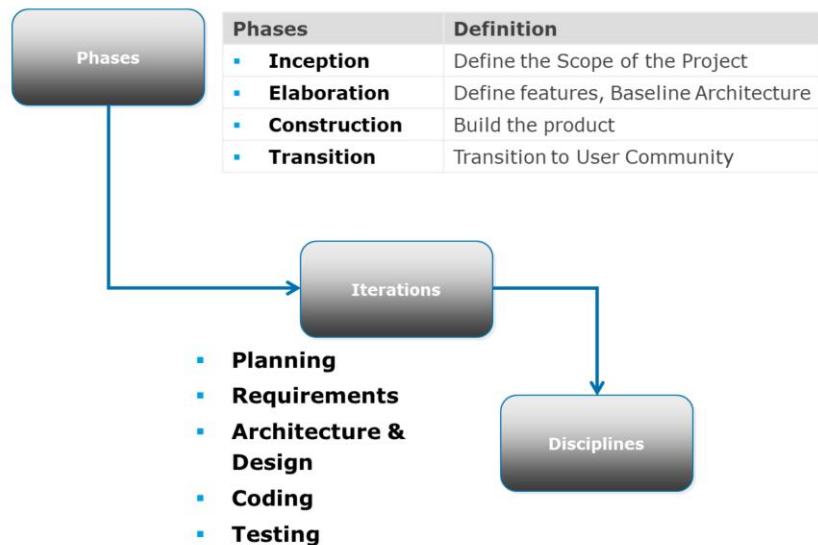 Phases
Phases Definition
▪ Inception Define the Scope of the Project
▪ Elaboration Define features, Baseline Architecture
▪ Construction Build the product
▪ Transition Transition to User Community
Iterations
▪ Planning
▪ Requirements
▪ Architecture &
Design
▪ Coding
▪ Testing
Disciplines